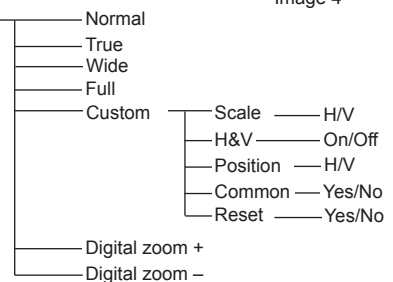 Image 4
Normal
True
Wide
Full
Custom Scale H/V
H&V On/Off
Position H/V
Common Yes/No
Reset Yes/No
Digital zoom +
Digital zoom –